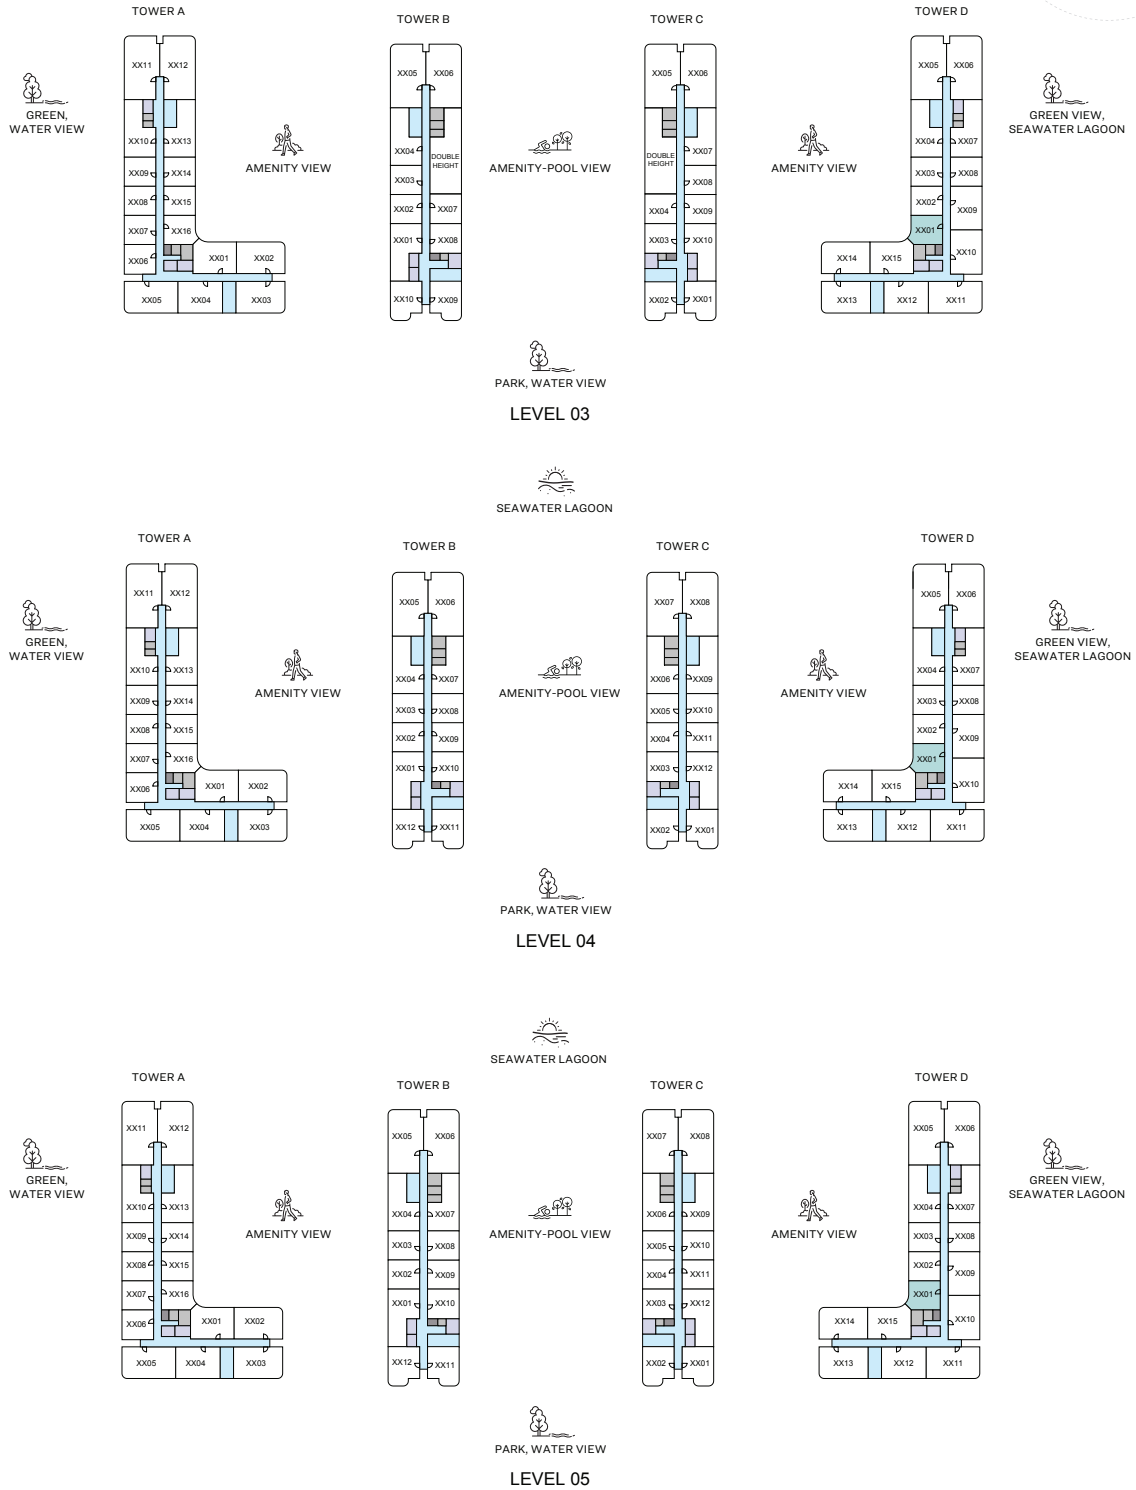 TOWER A
TOWER B
TOWER C
TOWER D
XX11 XX12
XX05 XX06
XX05 XX06
XX05 XX06
GREEN,
WATER VIEW
GREEN VIEW,
SEAWATER LAGOON
XX10 XX13
AMENITY VIEW
XX04 DOUBLE
HEIGHT
AMENITY-POOL VIEW
DOUBLE
HEIGHT XX07
AMENITY VIEW
XX04 XX07
XX09 XX14
XX03
XX08
XX03 XX08
XX08 XX15
XX02 XX07
XX04 XX09
XX02 XX09
XX07 XX16
XX01 XX08
XX03 XX10
XX01
XX10
XX06 XX01 XX02
XX14 XX15
XX05 XX04 XX03
XX10 XX09
XX02 XX01
XX13 XX12 XX11
PARK, WATER VIEW
LEVEL 03
SEAWATER LAGOON
TOWER A
TOWER B
TOWER C
TOWER D
XX11 XX12
XX05 XX06
XX07 XX08
XX05 XX06
GREEN,
WATER VIEW
GREEN VIEW,
SEAWATER LAGOON
XX10 XX13
AMENITY VIEW
XX04 XX07
AMENITY-POOL VIEW
XX06 XX09
AMENITY VIEW
XX04 XX07
XX09 XX14
XX03 XX08
XX05 XX10
XX03 XX08
XX08 XX15
XX02 XX09
XX04 XX11
XX02 XX09
XX07 XX16
XX01 XX10
XX03 XX12
XX01
XX06 XX01 XX02
XX14 XX15 XX10
XX05 XX04 XX03
XX12 XX11
XX02 XX01
XX13 XX12 XX11
PARK, WATER VIEW
LEVEL 04
SEAWATER LAGOON
TOWER A
TOWER B
TOWER C
TOWER D
XX11 XX12
XX05 XX06
XX07 XX08
XX05 XX06
GREEN,
WATER VIEW
GREEN VIEW,
SEAWATER LAGOON
XX10 XX13
AMENITY VIEW
XX04 XX07
AMENITY-POOL VIEW
XX06 XX09
AMENITY VIEW
XX04 XX07
XX09 XX14
XX03 XX08
XX05 XX10
XX03 XX08
XX08 XX15
XX02 XX09
XX04 XX11
XX02 XX09
XX07 XX16
XX01 XX10
XX03 XX12
XX01
XX06 XX01 XX02
XX14 XX15 XX10
XX05 XX04 XX03
XX12 XX11
XX02 XX01
XX13 XX12 XX11
PARK, WATER VIEW
LEVEL 05